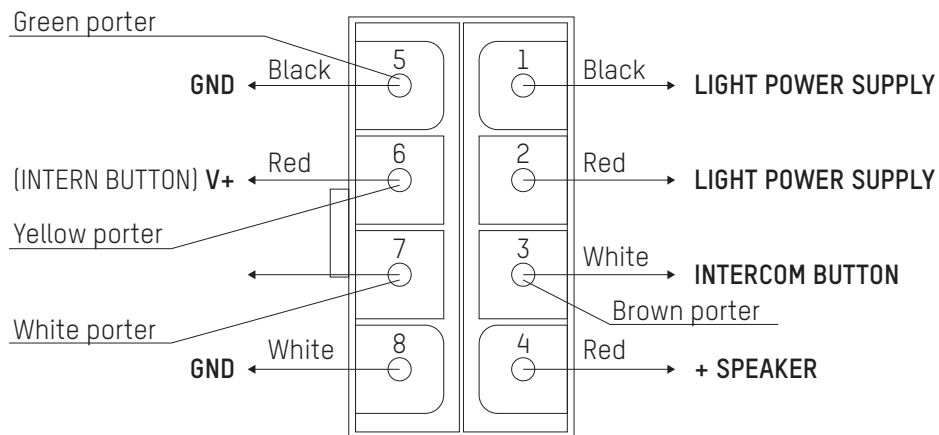 Green porter
5
1
GND
Black
Black
LIGHT POWER SUPPLY
6
2
(INTERN BUTTON) V+
Red
Red
LIGHT POWER SUPPLY
Yellow porter
7
3
White
INTERCOM BUTTON
Brown porter
White porter
8
4
GND
White
Red
+ SPEAKER